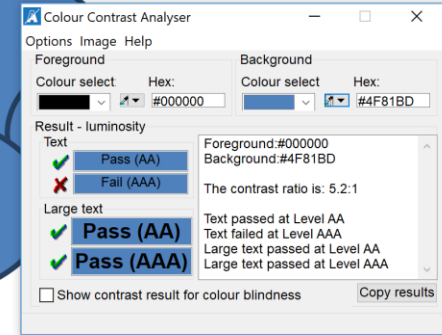 Colour Contrast Analyser
Options Image Help
Foreground
Colour select Hex:
#000000
Background
Colour select Hex:
#4F81BD
Result - luminosity
Text
Pass (AA)
Fail (AAA)
Large text
Pass (AA)
Pass (AAA)
Foreground:#000000
Background:#4F81BD
The contrast ratio is: 5.2:1
Text passed at Level AA
Text failed at Level AAA
Large text passed at Level AA
Large text passed at Level AAA
Show contrast result for colour blindness
Copy results